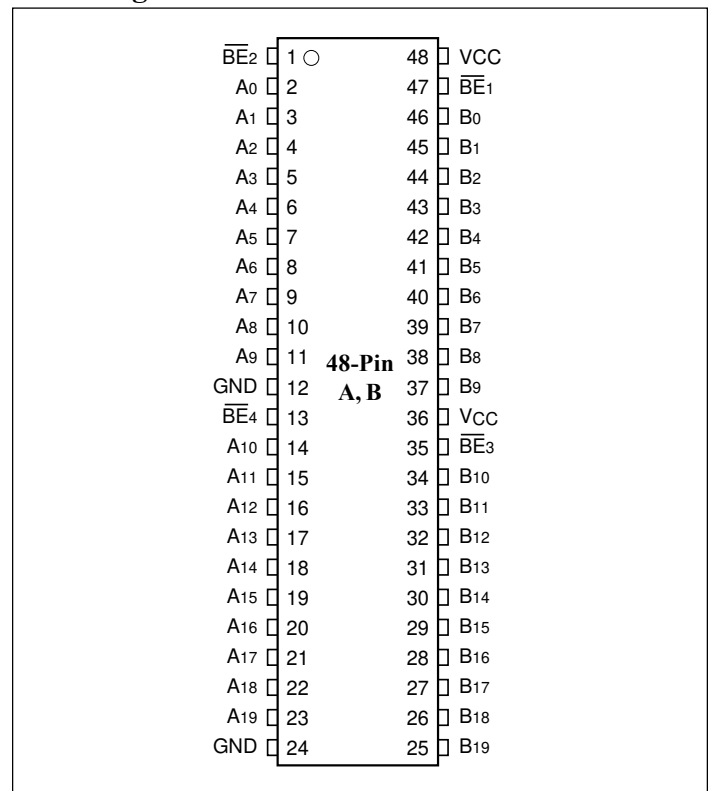 B̅E̅2 1 48 VCC
A0 2 47 B̅E̅1
A1 3 46 B0
A2 4 45 B1
A3 5 44 B2
A4 6 43 B3
A5 7 42 B4
A6 8 41 B5
A7 9 40 B6
A8 10 39 B7
A9 11 48-Pin 38 B8
GND 12 A, B 37 B9
B̅E̅4 13 36 VCC
A10 14 35 B̅E̅3
A11 15 34 B10
A12 16 33 B11
A13 17 32 B12
A14 18 31 B13
A15 19 30 B14
A16 20 29 B15
A17 21 28 B16
A18 22 27 B17
A19 23 26 B18
GND 24 25 B19